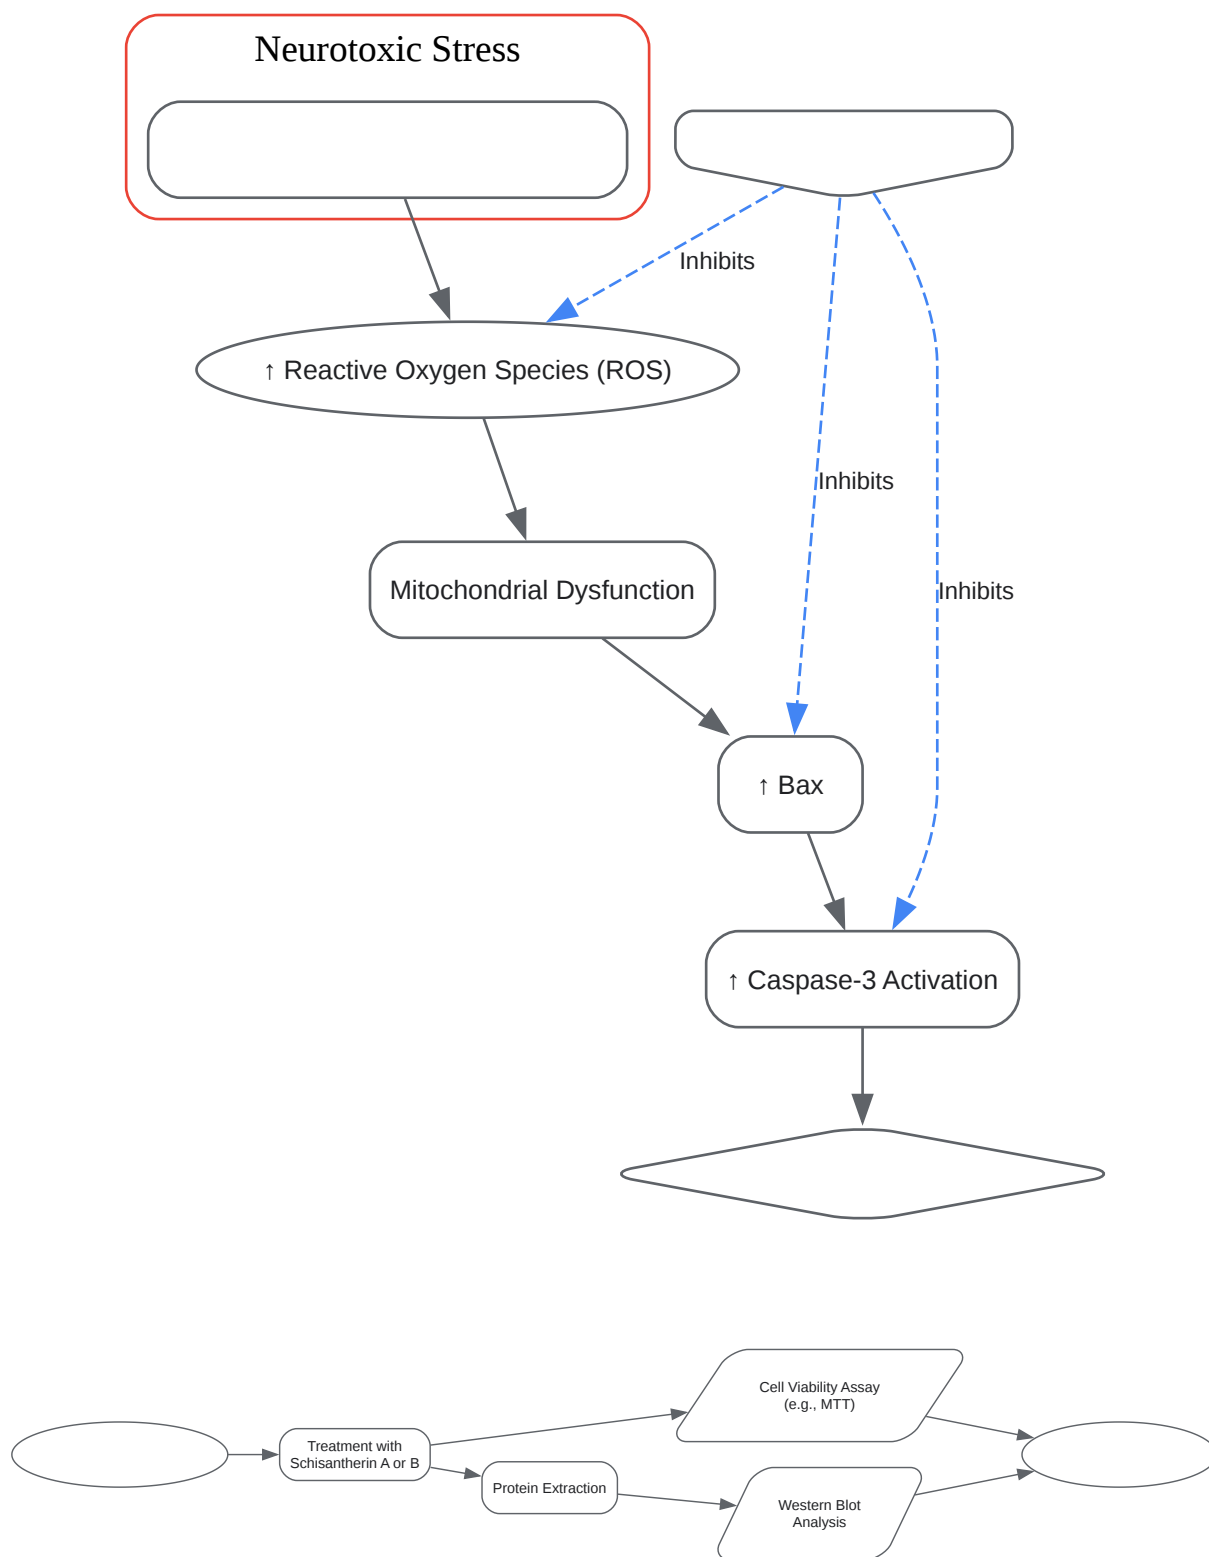 Neurotoxic Stress
Inhibits
↑ Reactive Oxygen Species (ROS)
Inhibits
Mitochondrial Dysfunction
Inhibits
↑ Bax
↑ Caspase-3 Activation
Cell Viability Assay
(e.g., MTT)
Treatment with
Schisantherin A or B
Protein Extraction
Western Blot
Analysis